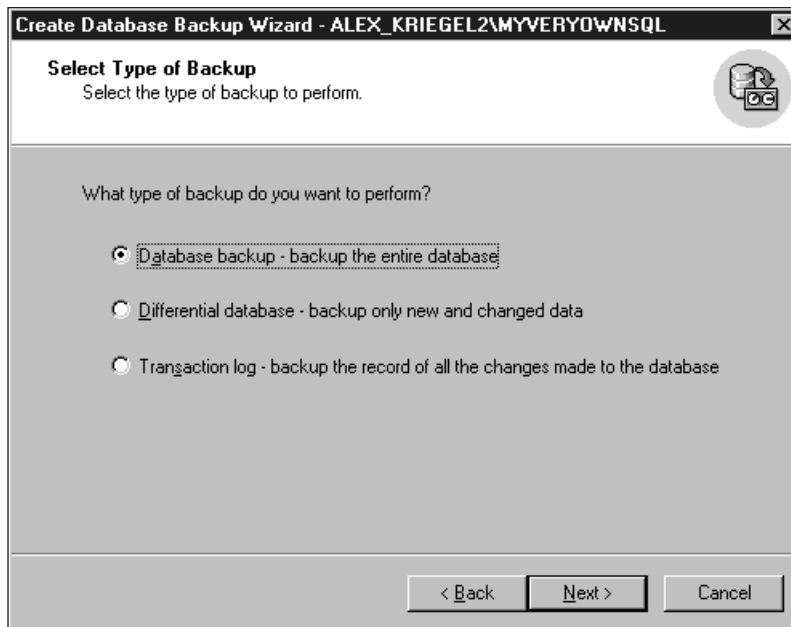 Create Database Backup Wizard - ALEX_KRIEGEL2\MYVERYOWNSQL
Select Type of Backup
Select the type of backup to perform.
What type of backup do you want to perform?
Database backup - backup the entire database
Differential database - backup only new and changed data
Transaction log - backup the record of all the changes made to the database
< Back
Next >
Cancel